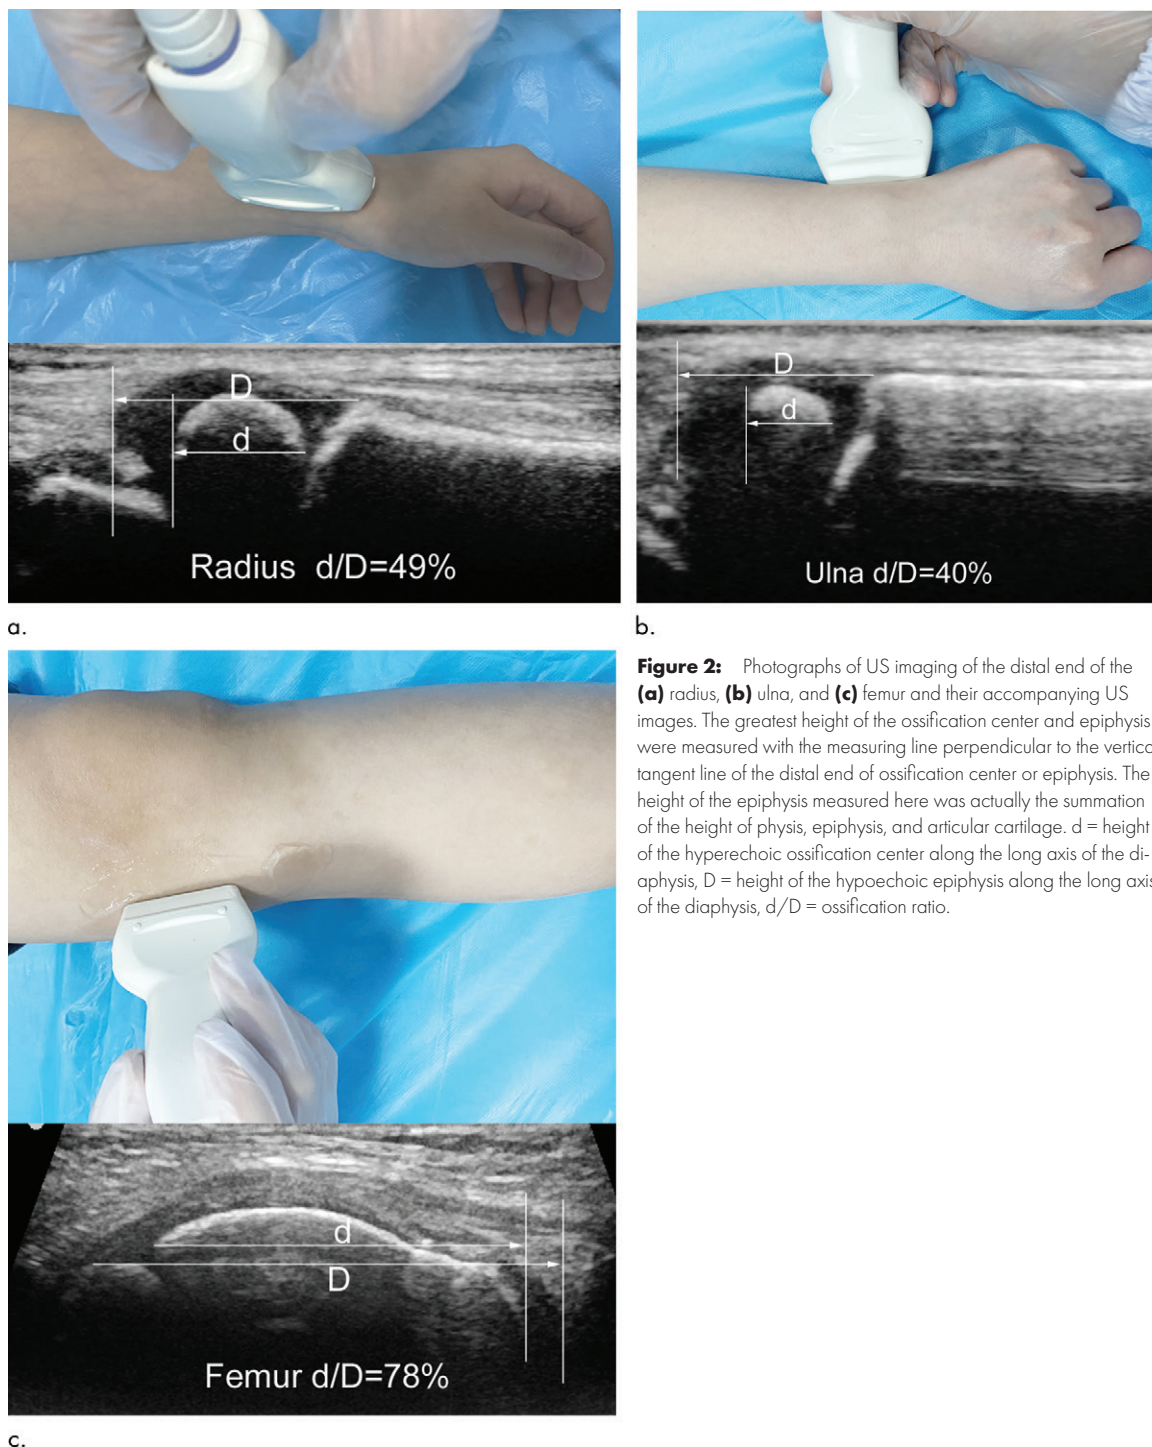 D
d
Radius d/D=49%
a.
D
d
Ulna d/D=40%
b.
Figure 2: Photographs of US imaging of the distal end of the
(a) radius, (b) ulna, and (c) femur and their accompanying US
images. The greatest height of the ossification center and epiphysis
were measured with the measuring line perpendicular to the vertic
tangent line of the distal end of ossification center or epiphysis. The
height of the epiphysis measured here was actually the summation
of the height of physis, epiphysis, and articular cartilage. d = height
of the hyperechoic ossification center along the long axis of the di-
aphysis, D = height of the hypoechoic epiphysis along the long axis
of the diaphysis, d/D = ossification ratio.
d
D
Femur d/D=78%
c.